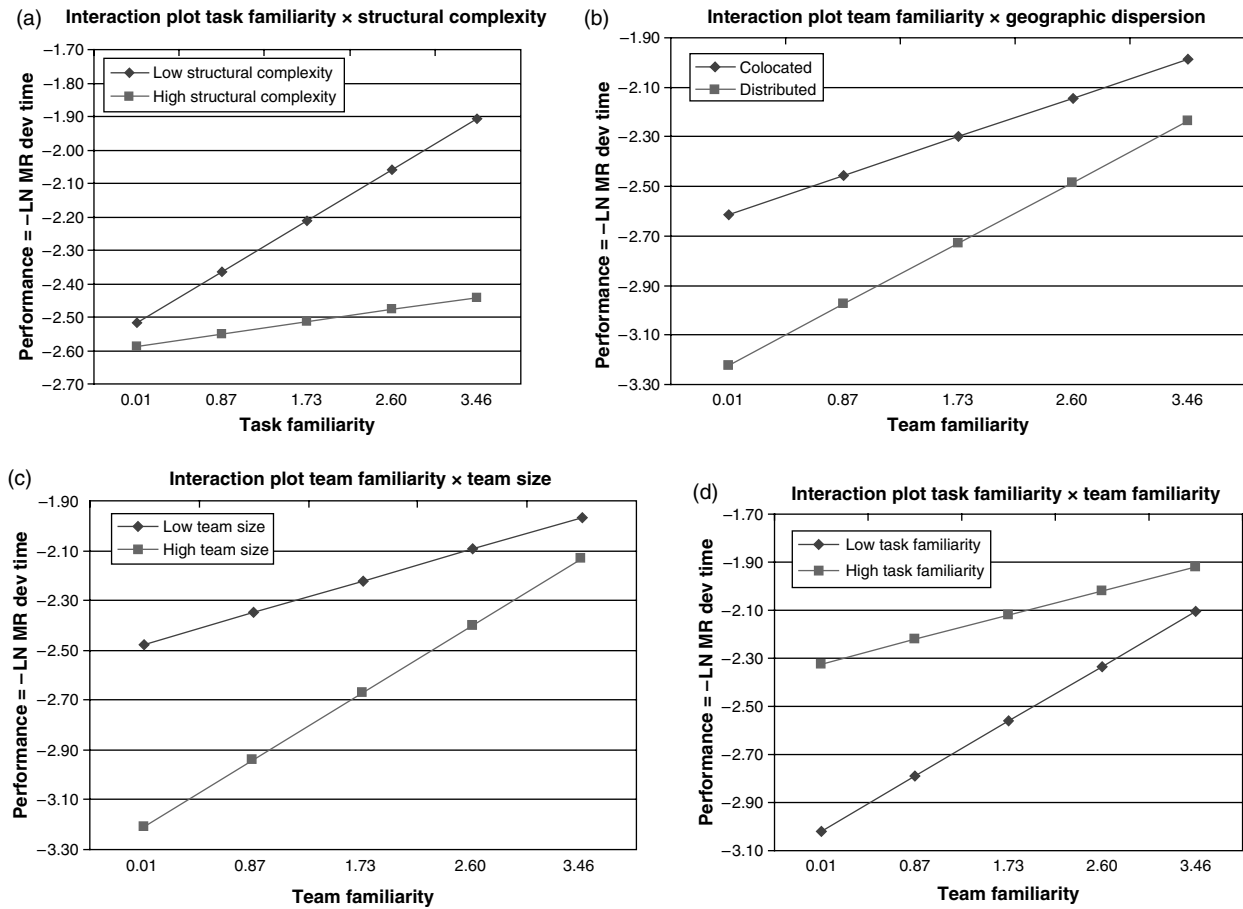 (a)
Interaction plot task familiarity × structural complexity
Performance = −LN MR dev time
−1.70
−1.80
−1.90
−2.00
−2.10
−2.20
−2.30
−2.40
−2.50
−2.60
−2.70
Low structural complexity
High structural complexity
0.01 0.87 1.73 2.60 3.46
Task familiarity
(b)
Interaction plot team familiarity × geographic dispersion
Performance = −LN MR dev time
−1.90
−2.10
−2.30
−2.50
−2.70
−2.90
−3.10
−3.30
Colocated
Distributed
0.01 0.87 1.73 2.60 3.46
Team familiarity
(c)
Interaction plot team familiarity × team size
Performance = −LN MR dev time
−1.90
−2.10
−2.30
−2.50
−2.70
−2.90
−3.10
−3.30
Low team size
High team size
0.01 0.87 1.73 2.60 3.46
Team familiarity
(d)
Interaction plot task familiarity × team familiarity
Performance = −LN MR dev time
−1.70
−1.90
−2.10
−2.30
−2.50
−2.70
−2.90
−3.10
Low task familiarity
High task familiarity
0.01 0.87 1.73 2.60 3.46
Team familiarity